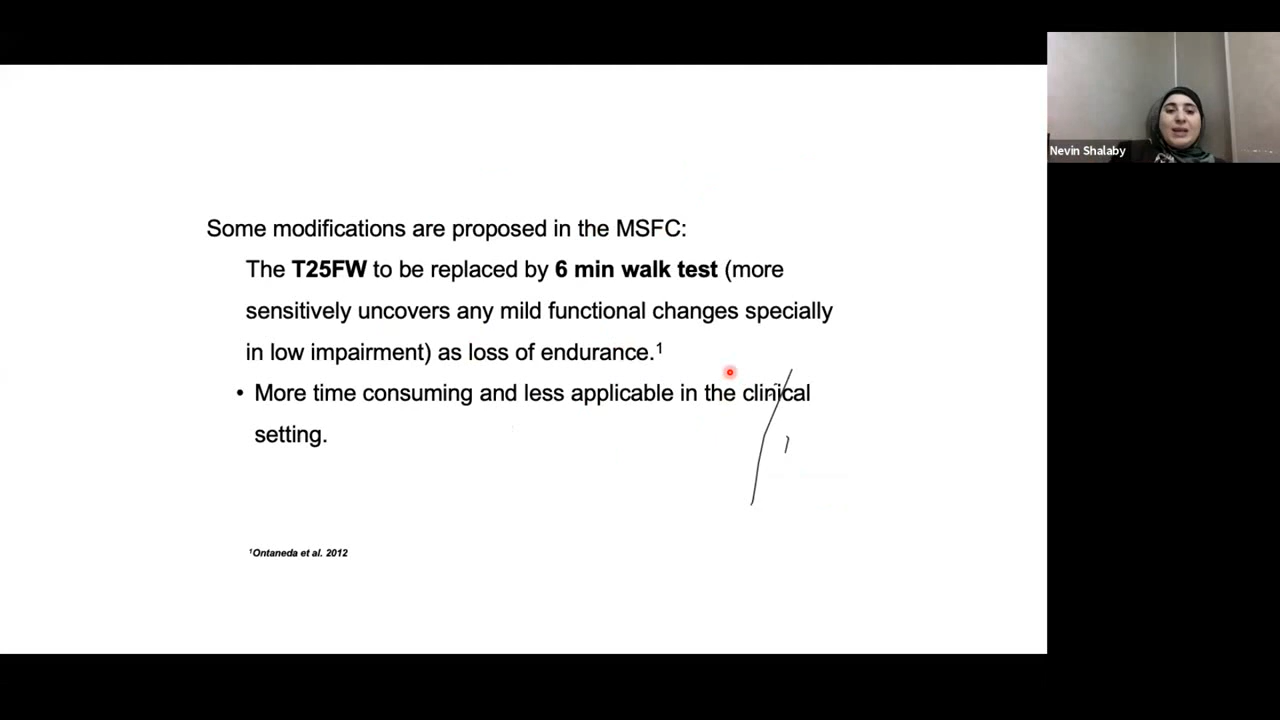 Some modifications are proposed in the MSFC:
The T25FW to be replaced by 6 min walk test (more
sensitively uncovers any mild functional changes specially
in low impairment) as loss of endurance.¹
• More time consuming and less applicable in the clinical
setting.
¹Ontaneda et al. 2012
Nevin Shalaby